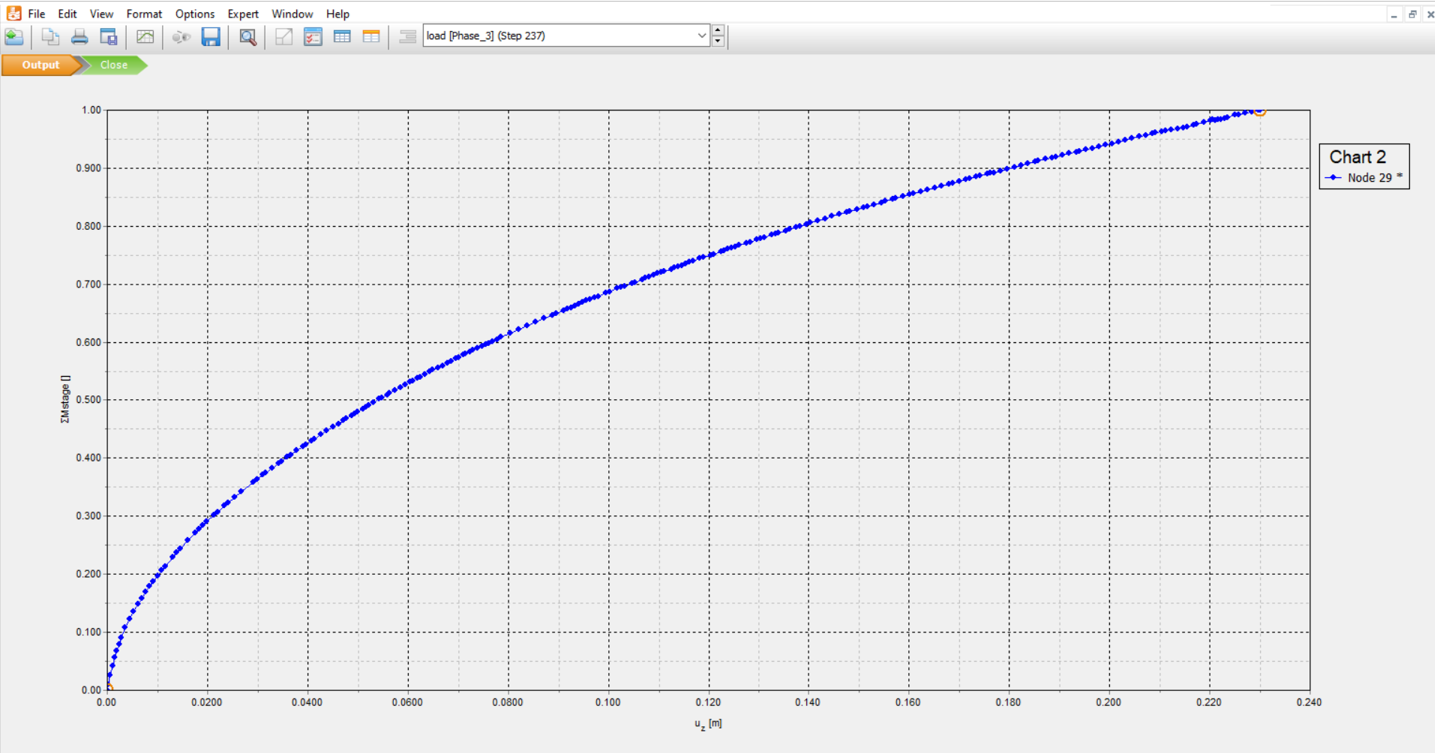 File Edit View Format Options Expert Window Help
load [Phase_3] (Step 237)
Output Close
1.00
0.900
0.800
0.700
0.600
0.500
0.400
0.300
0.200
0.100
0.00
ΣMstage []
0.00 0.0200 0.0400 0.0600 0.0800 0.100 0.120 0.140 0.160 0.180 0.200 0.220 0.240
uz [m]
Chart 2
Node 29 *